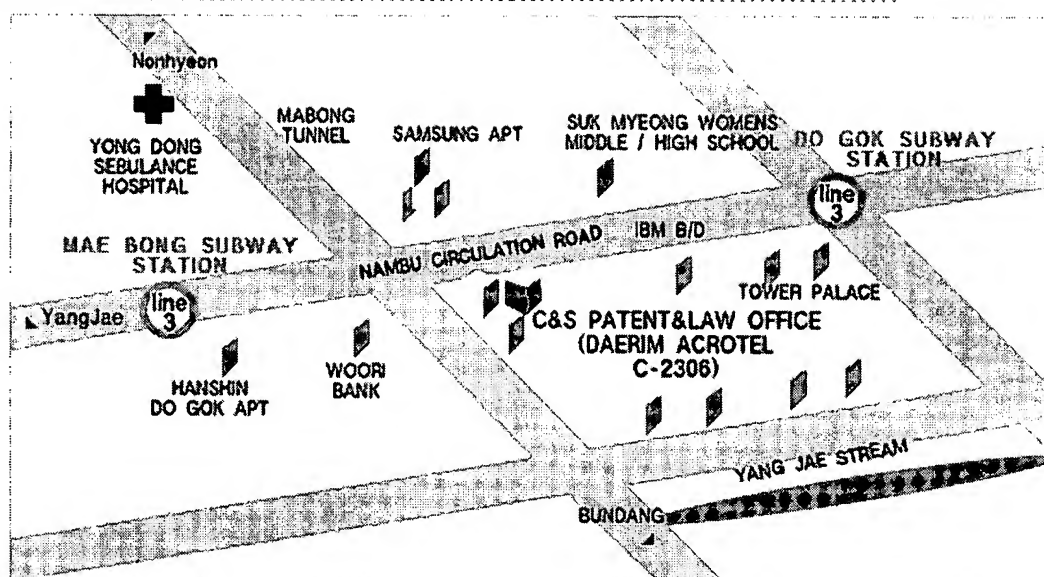 Nonhyeon
YONG DONG
SEBULANCE
HOSPITAL
MABONG
TUNNEL
SAMSUNG APT
SUK MYEONG WOMENS
MIDDLE / HIGH SCHOOL
DO GOK SUBWAY
STATION
line
3
MAE BONG SUBWAY
STATION
NAMBU CIRCULATION ROAD
IBM B/D
YangJae
line
3
TOWER PALACE
C&S PATENT&LAW OFFICE
(DAERIM ACROTEL
C-2306)
HANSHIN
DO GOK APT
WOORI
BANK
YANG JAE STREAM
BUNDANG